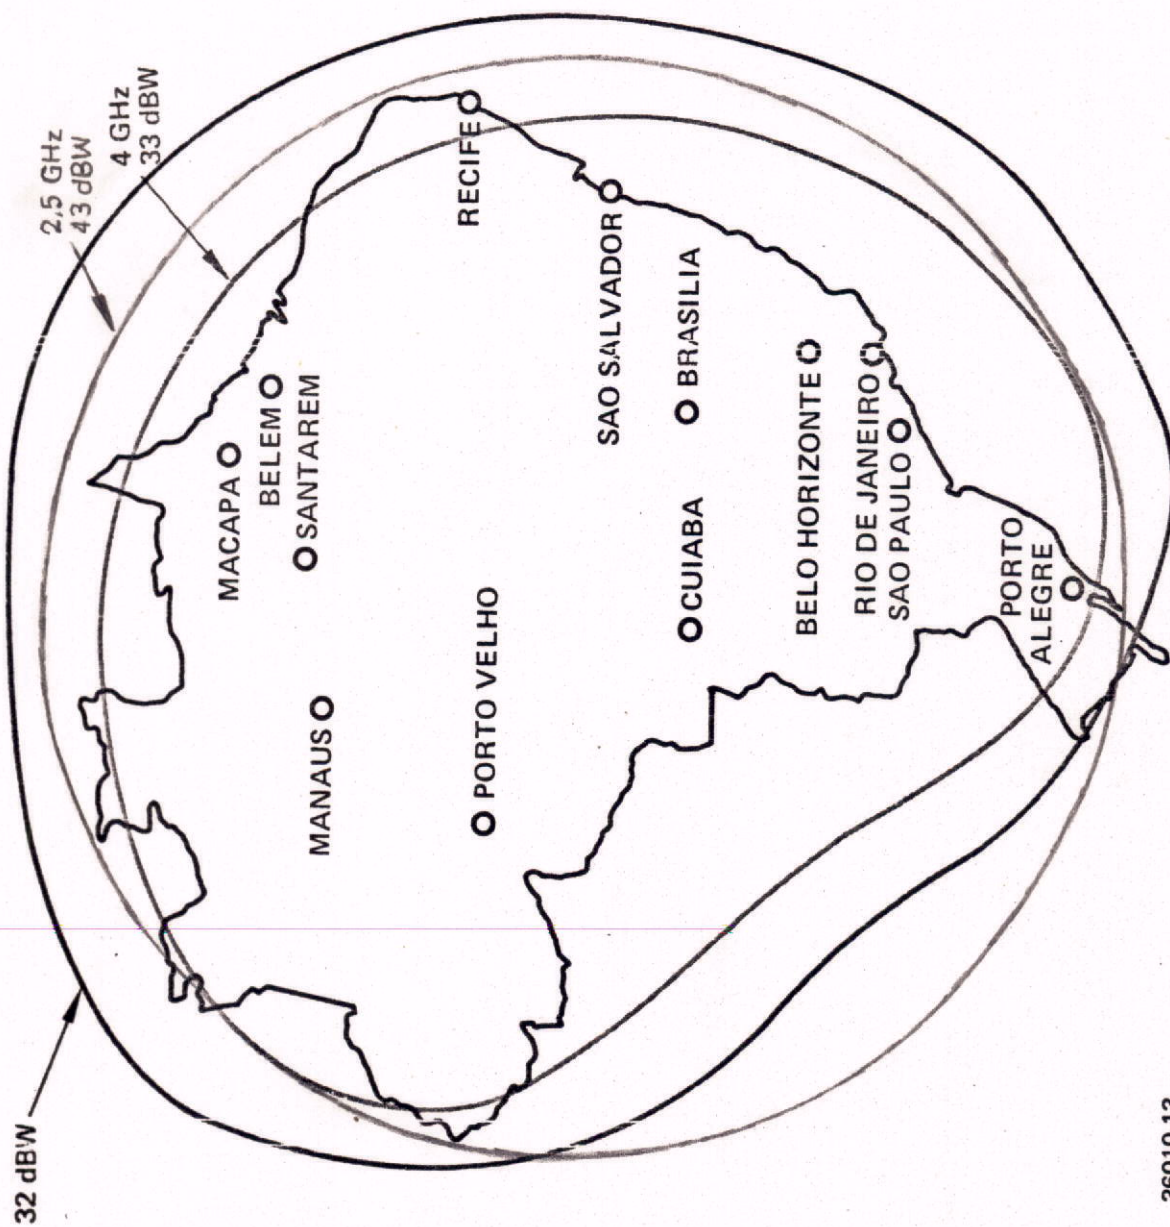 32 dBW
2.5 GHz
43 dBW
4 GHz
33 dBW
RECIFE
MACAPA
BELEM
SANTAREM
SAO SALVADOR
MANAUS
BRASILIA
PORTO VELHO
CUIABA
BELO HORIZONTE
RIO DE JANEIRO
SAO PAULO
PORTO
ALEGRE